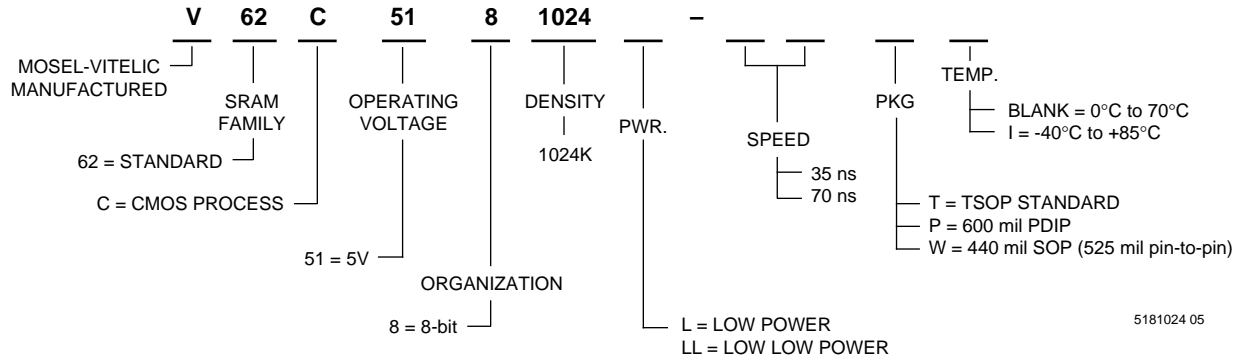 V 62 C 51 8 1024 –
MOSEL-VITELIC
MANUFACTURED
SRAM
FAMILY
62 = STANDARD
C = CMOS PROCESS
OPERATING
VOLTAGE
51 = 5V
ORGANIZATION
8 = 8-bit
DENSITY
1024K
PWR.
L = LOW POWER
LL = LOW LOW POWER
SPEED
35 ns
70 ns
PKG
T = TSOP STANDARD
P = 600 mil PDIP
W = 440 mil SOP (525 mil pin-to-pin)
TEMP.
BLANK = 0°C to 70°C
I = -40°C to +85°C
5181024 05